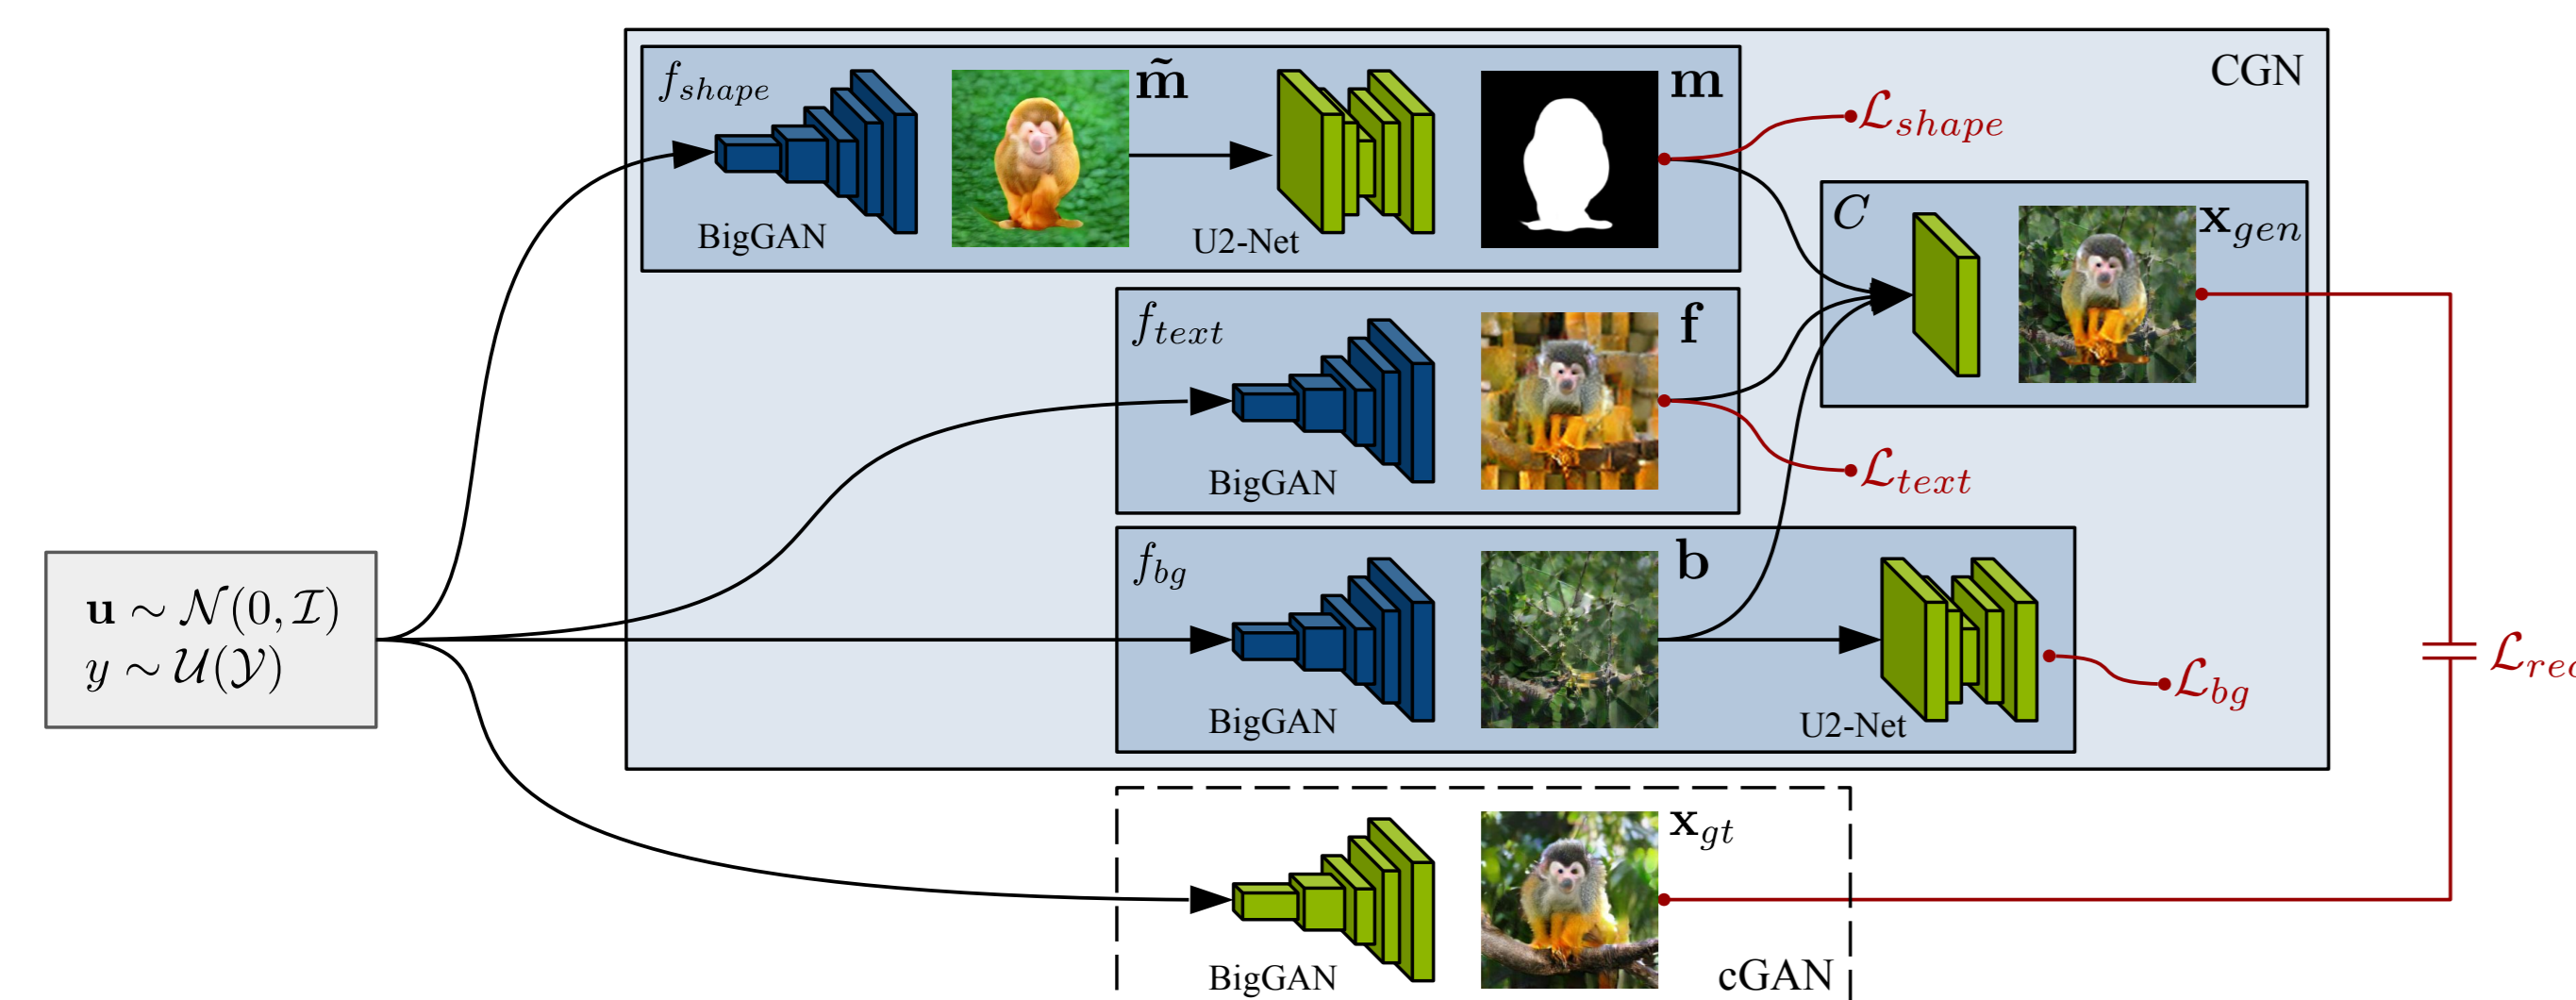 CGN
f_shape
m̃
m
BigGAN
U2-Net
ℒ_shape
C
x_gen
f_text
f
BigGAN
ℒ_text
f_bg
b
BigGAN
U2-Net
ℒ_bg
u ∼ 𝒩(0, ℐ)
y ∼ 𝒰(𝒴)
x_gt
BigGAN
cGAN